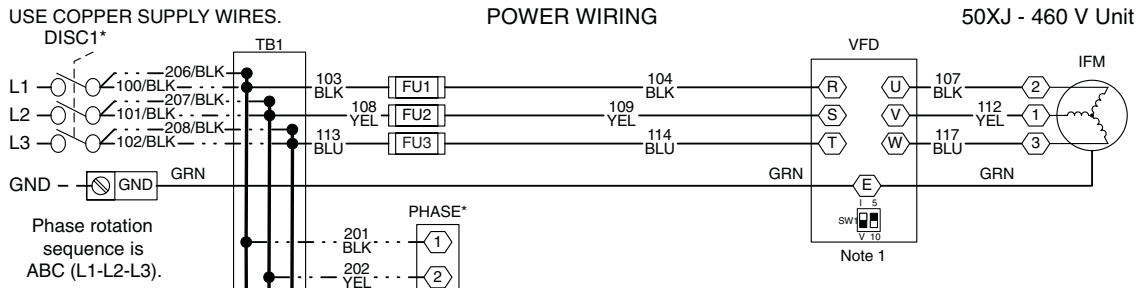 USE COPPER SUPPLY WIRES.
POWER WIRING
50XJ - 460 V Unit
DISC1*
TB1
VFD
IFM
L1
206/BLK
100/BLK
103
BLK
FU1
104
BLK
R
U
107
BLK
2
L2
207/BLK
101/BLK
108
YEL
FU2
109
YEL
S
V
112
YEL
1
L3
208/BLK
102/BLK
113
BLU
FU3
114
BLU
T
W
117
BLU
3
GND
GND
GRN
GRN
E
GRN
I 5
SW1
V 10
Note 1
Phase rotation
sequence is
ABC (L1-L2-L3).
PHASE*
201
BLK
1
202
YEL
2